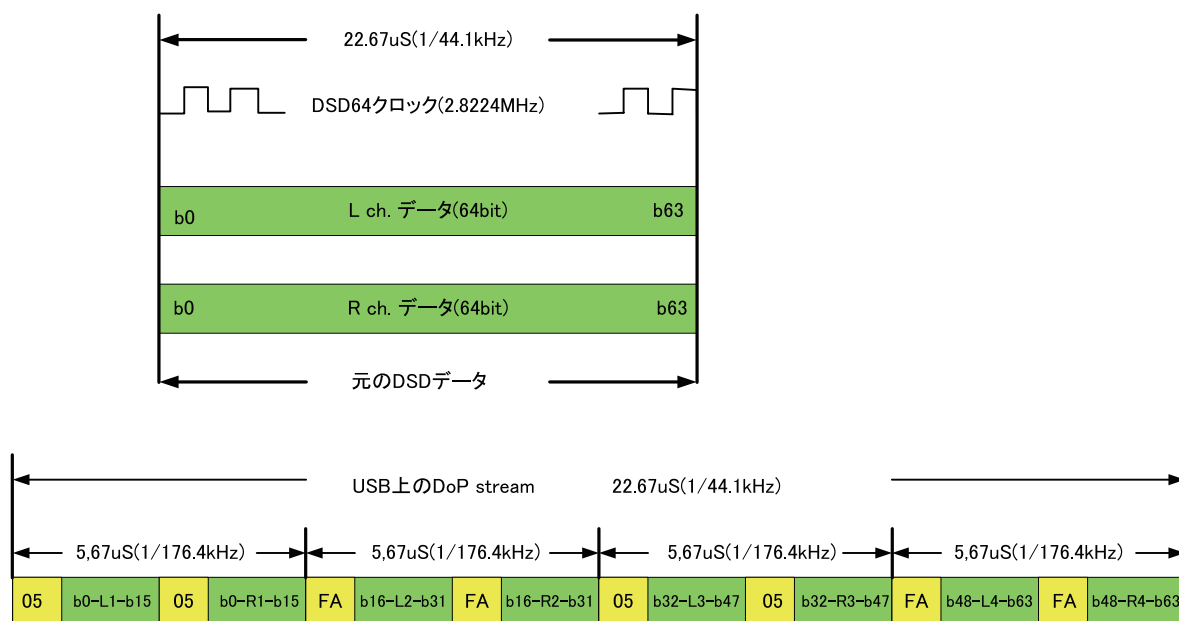 22.67uS(1/44.1kHz)
DSD64クロック(2.8224MHz)
b0 L ch. データ(64bit) b63
b0 R ch. データ(64bit) b63
元のDSDデータ
USB上のDoP stream 22.67uS(1/44.1kHz)
5,67uS(1/176.4kHz) 5,67uS(1/176.4kHz) 5,67uS(1/176.4kHz) 5,67uS(1/176.4kHz)
05 b0-L1-b15 05 b0-R1-b15 FA b16-L2-b31 FA b16-R2-b31 05 b32-L3-b47 05 b32-R3-b47 FA b48-L4-b63 FA b48-R4-b63